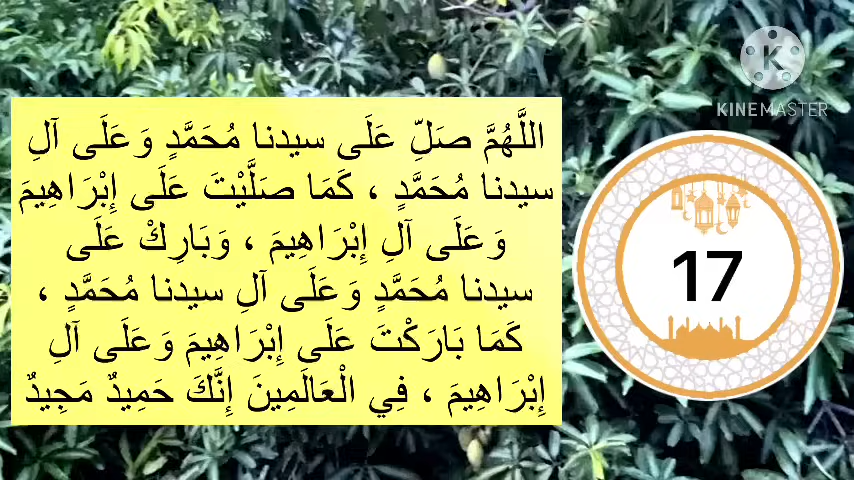 اللَّهُمَّ صَلِّ عَلَى سيدنا مُحَمَّدٍ وَعَلَى آلِ
سيدنا مُحَمَّدٍ ، كَمَا صَلَّيْتَ عَلَى إِبْرَاهِيمَ
وَعَلَى آلِ إِبْرَاهِيمَ ، وَبَارِكْ عَلَى
سيدنا مُحَمَّدٍ وَعَلَى آلِ سيدنا مُحَمَّدٍ ،
كَمَا بَارَكْتَ عَلَى إِبْرَاهِيمَ وَعَلَى آلِ
إِبْرَاهِيمَ ، فِي الْعَالَمِينَ إِنَّكَ حَمِيدٌ مَجِيدٌ
17
K
KINEMASTER